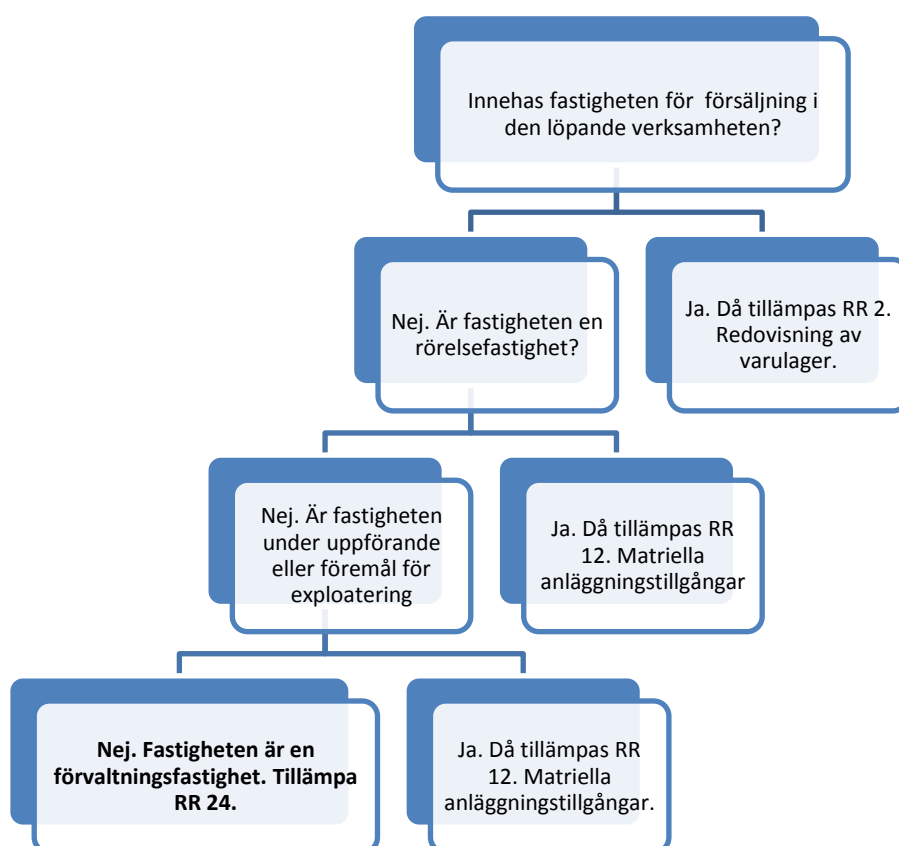 Innehas fastigheten för försäljning i
den löpande verksamheten?
Nej. Är fastigheten en
rörelsefastighet?
Ja. Då tillämpas RR 2.
Redovisning av
varulager.
Nej. Är fastigheten
under uppförande
eller föremål för
exploatering
Ja. Då tillämpas RR
12. Matriella
anläggningstillgångar
Nej. Fastigheten är en
förvaltningsfastighet. Tillämpa
RR 24.
Ja. Då tillämpas RR
12. Matriella
anläggningstillgångar.